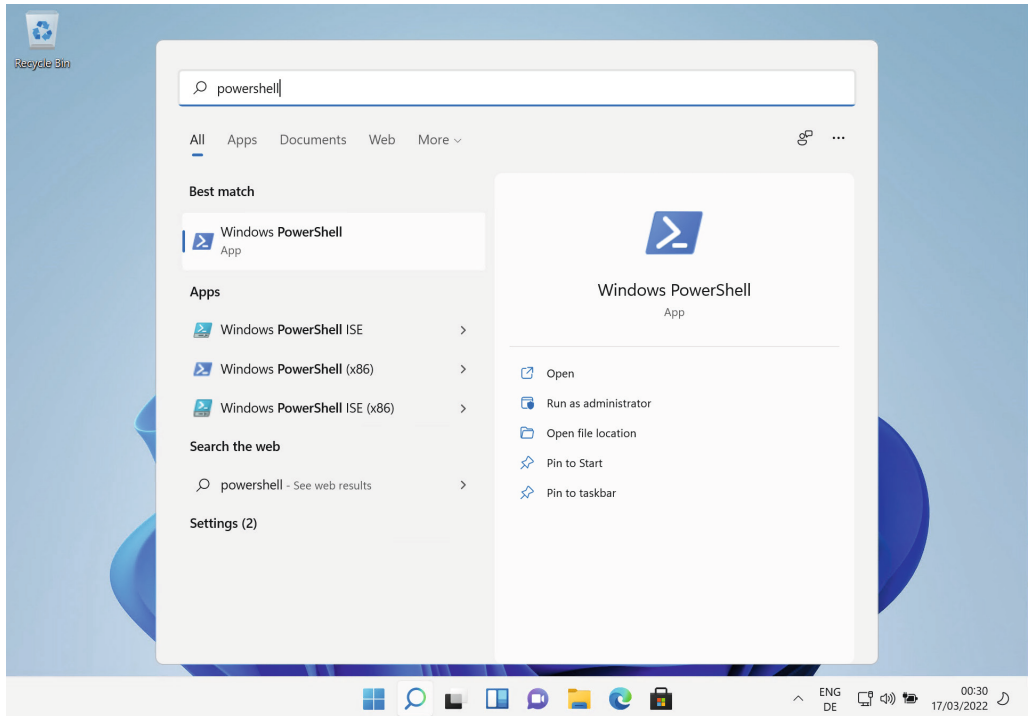 Recycle Bin
powershell
All Apps Documents Web More
Best match
Windows PowerShell
App
Apps
Windows PowerShell ISE
Windows PowerShell (x86)
Windows PowerShell ISE (x86)
Search the web
powershell - See web results
Settings (2)
Windows PowerShell
App
Open
Run as administrator
Open file location
Pin to Start
Pin to taskbar
ENG
DE
00:30
17/03/2022